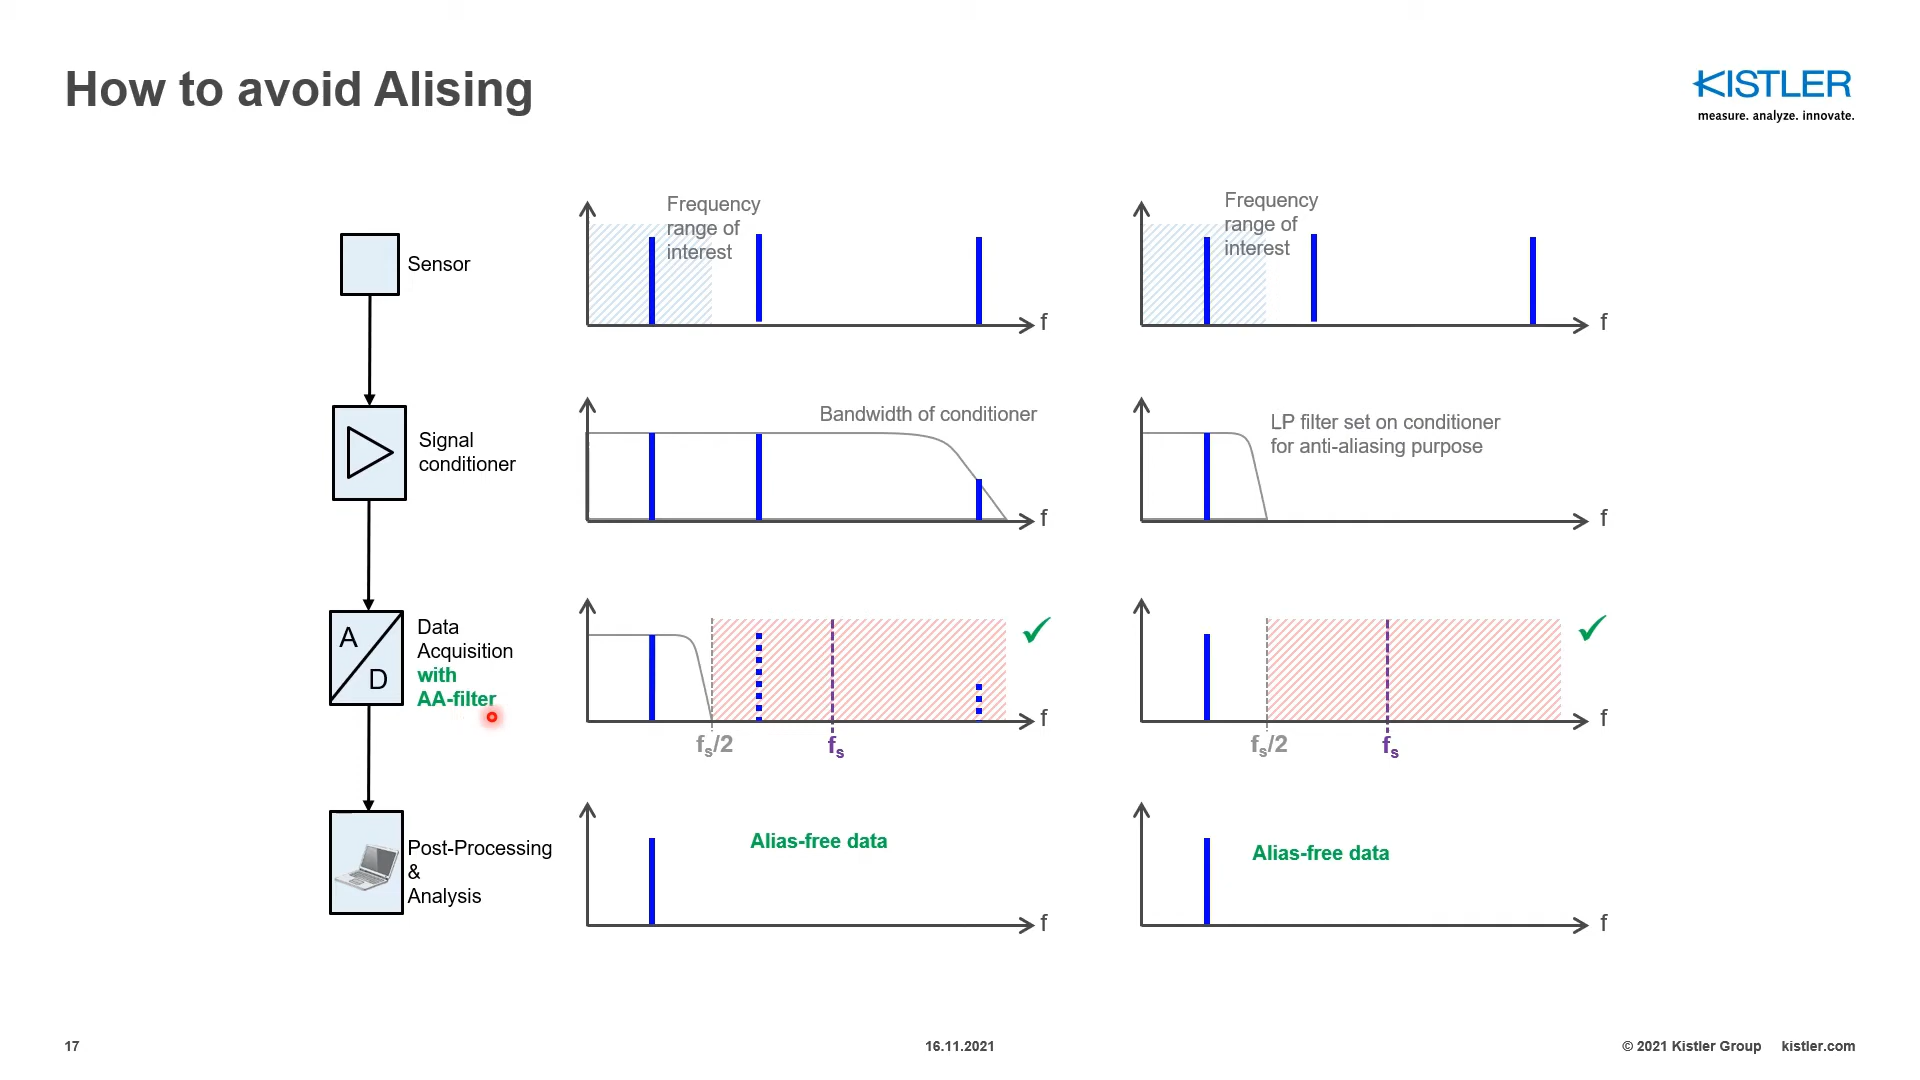 How to avoid Alising
KISTLER
measure. analyze. innovate.
Sensor
Frequency
range of
interest
f
Frequency
range of
interest
f
Signal
conditioner
Bandwidth of conditioner
f
LP filter set on conditioner
for anti-aliasing purpose
f
A
D
Data
Acquisition
with
AA-filter
fs/2
fs
f
fs/2
fs
f
Post-Processing
&
Analysis
Alias-free data
f
Alias-free data
f
17
16.11.2021
© 2021 Kistler Group kistler.com